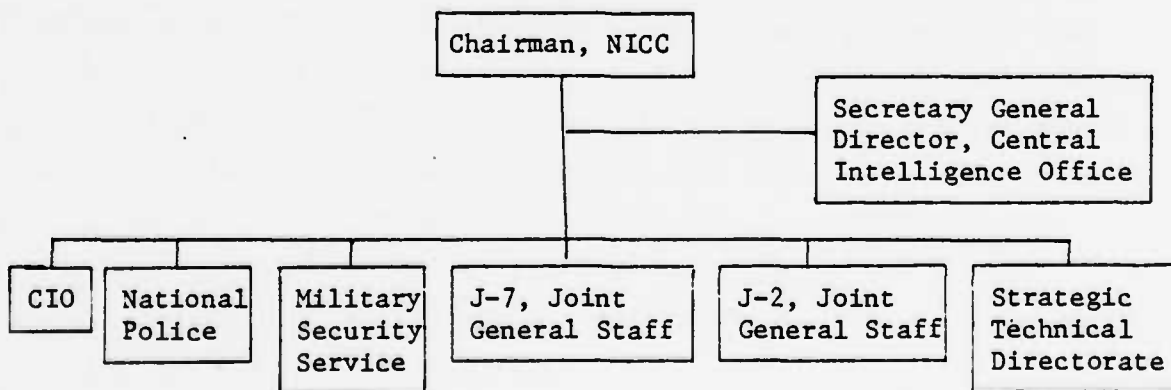 Chairman, NICC
Secretary General
Director, Central
Intelligence Office
CIO
National
Police
Military
Security
Service
J-7, Joint
General Staff
J-2, Joint
General Staff
Strategic
Technical
Directorate